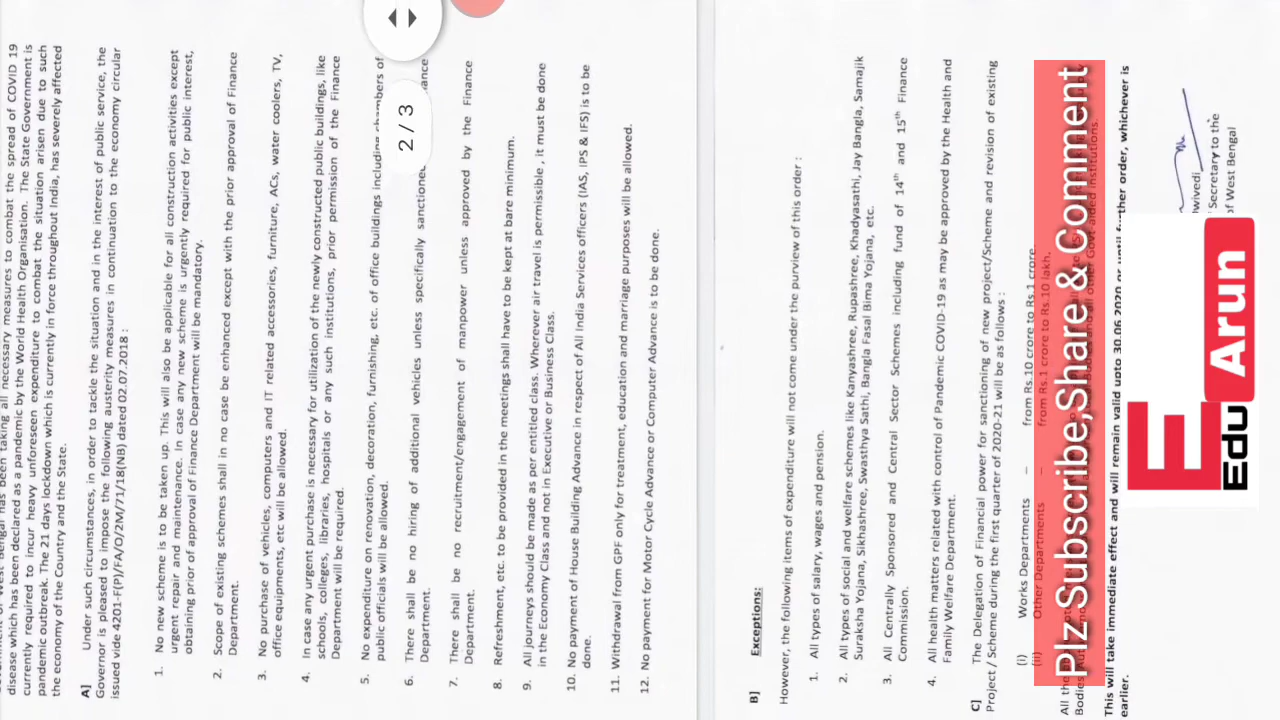 disease which has been declared as a pandemic by the World Health Organisation. The State Government is
currently required to incur heavy unforeseen expenditure to combat the situation arisen due to such
pandemic outbreak. The 21 days lockdown which is currently in force throughout India, has severely affected
the economy of the Country and the State.
A] Under such circumstances, in order to tackle the situation and in the interest of public service, the
Governor is pleased to impose the following austerity measures in continuation to the economy circular
issued vide 4201-F(P)/FA/O/2M/71/18(NB) dated 02.07.2018 :
1. No new scheme is to be taken up. This will also be applicable for all construction activities except
urgent repair and maintenance. In case any new scheme is urgently required for public interest,
obtaining prior of approval of Finance Department will be mandatory.
2. Scope of existing schemes shall in no case be enhanced except with the prior approval of Finance
Department.
3. No purchase of vehicles, computers and IT related accessories, furniture, ACs, water coolers, TV,
office equipments, etc will be allowed.
4. In case any urgent purchase is necessary for utilization of the newly constructed public buildings, like
schools, colleges, libraries, hospitals or any such institutions, prior permission of the Finance
Department will be required.
5. No expenditure on renovation, decoration, furnishing, etc. of office buildings including chambers of
public officials will be allowed.
6. There shall be no hiring of additional vehicles unless specifically sanctioned
Department.
7. There shall be no recruitment/engagement of manpower unless approved by the Finance
Department.
8. Refreshment, etc. to be provided in the meetings shall have to be kept at bare minimum.
9. All journeys should be made as per entitled class. Wherever air travel is permissible , it must be done
in the Economy Class and not in Executive or Business Class.
10. No payment of House Building Advance in respect of All India Services officers (IAS, IPS & IFS) is to be
done.
11. Withdrawal from GPF only for treatment, education and marriage purposes will be allowed.
12. No payment for Motor Cycle Advance or Computer Advance is to be done.
2 / 3
B] Exceptions:
However, the following items of expenditure will not come under the purview of this order :
1. All types of salary, wages and pension.
2. All types of social and welfare schemes like Kanyashree, Rupashree, Khadyasathi, Jay Bangla, Samajik
Suraksha Yojana, Sikhashree, Swasthya Sathi, Bangla Fasal Bima Yojana, etc.
3. All Centrally Sponsored and Central Sector Schemes including fund of 14th and 15th Finance
Commission.
4. All health matters related with control of Pandemic COVID-19 as may be approved by the Health and
Family Welfare Department.
C] The Delegation of Financial power for sanctioning of new project/Scheme and revision of existing
Project / Scheme during the first quarter of 2020-21 will be as follows :
(i) Works Departments – from Rs.10 crore to Rs.1 crore
(ii) Other Departments – from Rs.1 crore to Rs.10 lakh.
All the
Bodies
Govt aided institutions.
This will take immediate effect and will remain valid upto 30.06.2020 or until further order, whichever is
earlier.
Secretary to the
of West Bengal
Plz Subscribe,Share & Comment
E
Edu Arun